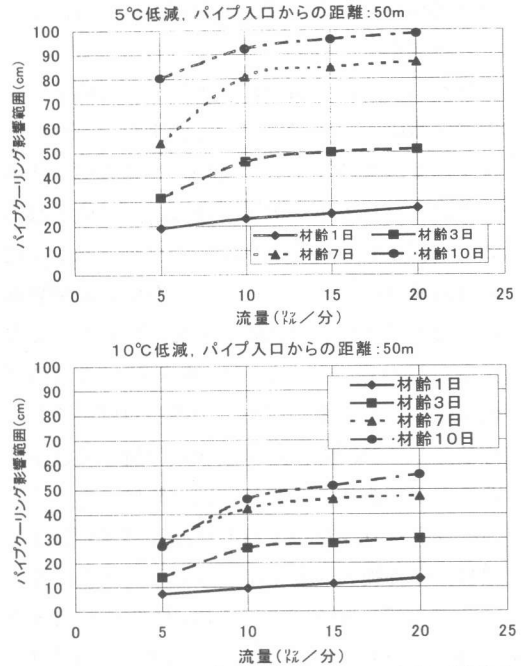 5℃低減, パイプ入口からの距離:50m
パイプクーリング影響範囲(cm)
100
90
80
70
60
50
40
30
20
10
0
材齢1日 材齢3日
材齢7日 材齢10日
0 5 10 15 20 25
流量(㍑/分)
10℃低減, パイプ入口からの距離:50m
パイプクーリング影響範囲(cm)
100
90
80
70
60
50
40
30
20
10
0
材齢1日
材齢3日
材齢7日
材齢10日
0 5 10 15 20 25
流量(㍑/分)